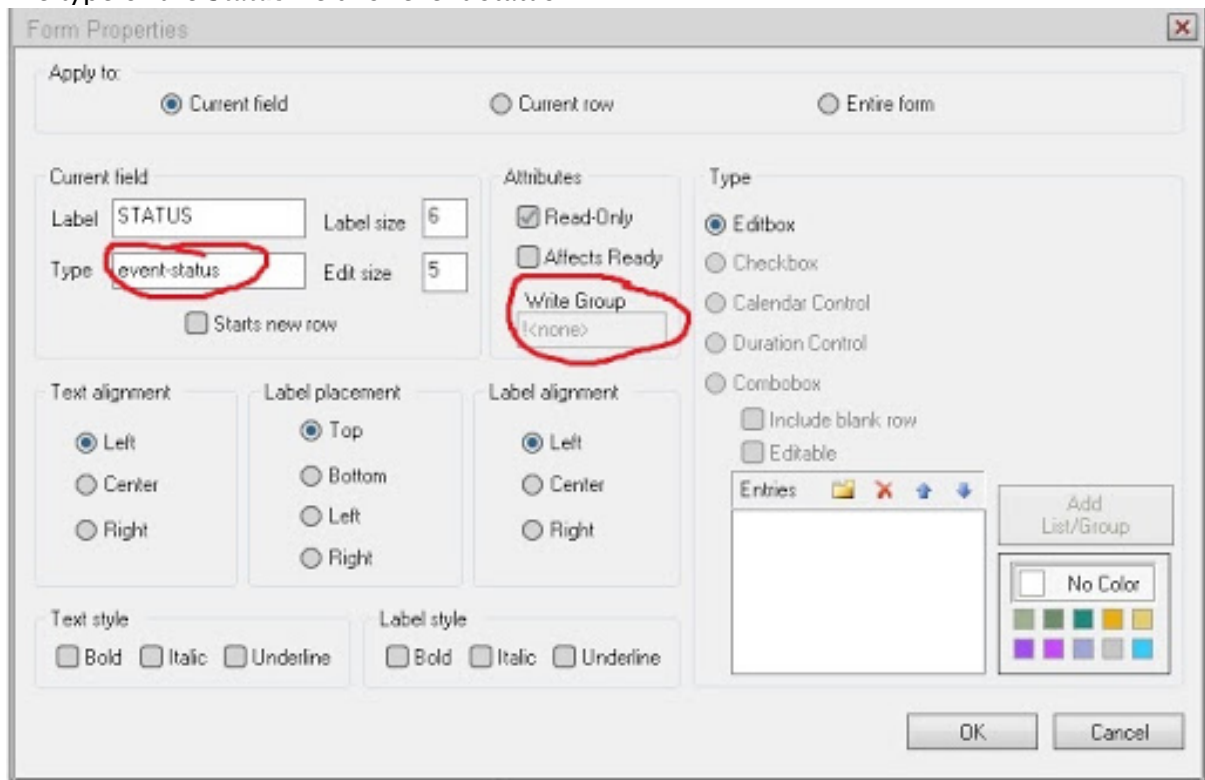 Form Properties
Apply to:
Current field Current row Entire form
Current field
Label STATUS Label size 6
Type event-status Edit size 5
Starts new row
Attributes
Read-Only
Affects Ready
Write Group
!<none>
Type
Editbox
Checkbox
Calendar Control
Duration Control
Combobox
Include blank row
Editable
Entries
Add
List/Group
No Color
Text alignment
Left
Center
Right
Label placement
Top
Bottom
Left
Right
Label alignment
Left
Center
Right
Text style
Bold Italic Underline
Label style
Bold Italic Underline
OK Cancel